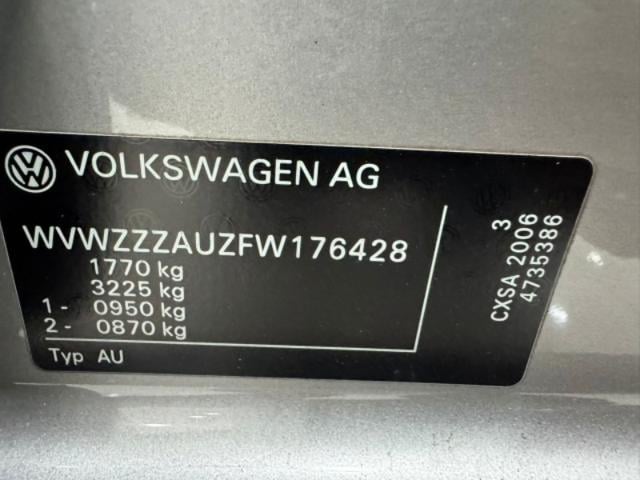 VOLKSWAGEN AG
WVWZZZAUZFW176428
1770 kg
3225 kg
1 - 0950 kg
2 - 0870 kg
Typ AU
3
CXSA 2006
4735386